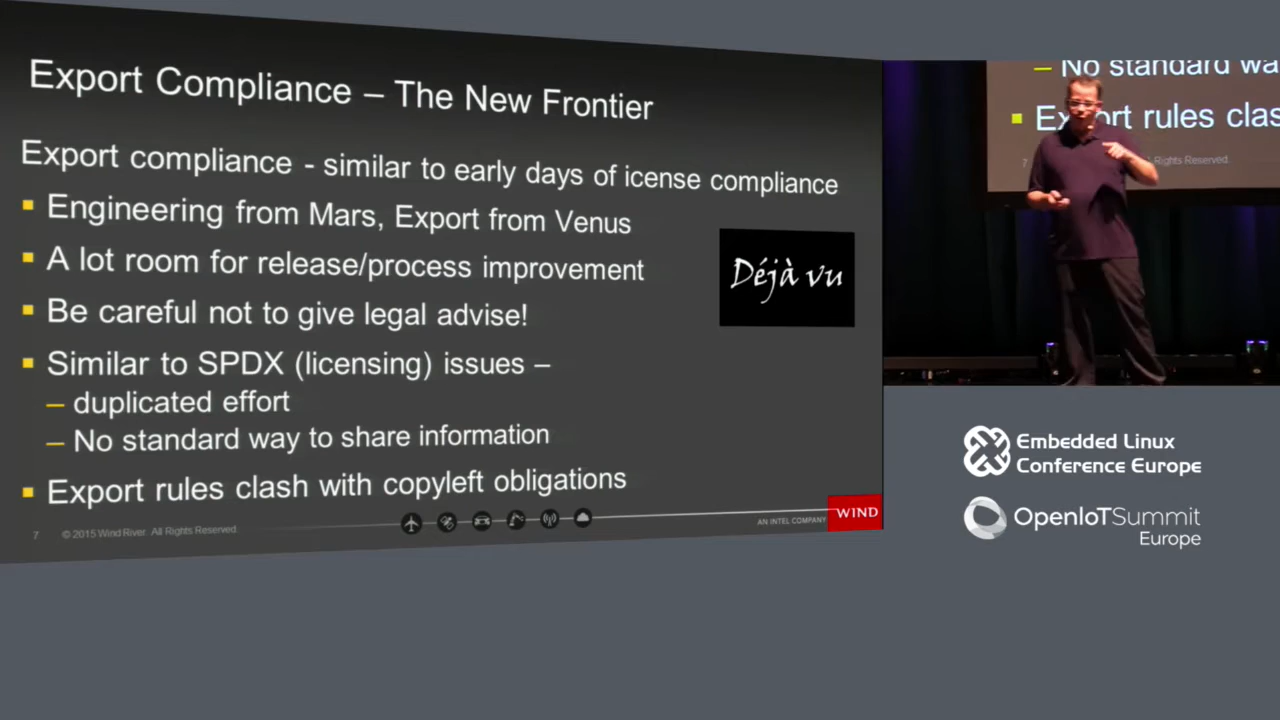 Export Compliance – The New Frontier
Export compliance - similar to early days of icense compliance
Engineering from Mars, Export from Venus
A lot room for release/process improvement
Be careful not to give legal advise!
Similar to SPDX (licensing) issues –
– duplicated effort
– No standard way to share information
Export rules clash with copyleft obligations
Déjà vu
7 © 2015 Wind River. All Rights Reserved.
AN INTEL COMPANY
WIND
– No standard wa
Export rules clas
7 Rights Reserved.
Embedded Linux
Conference Europe
OpenIoTSummit
Europe